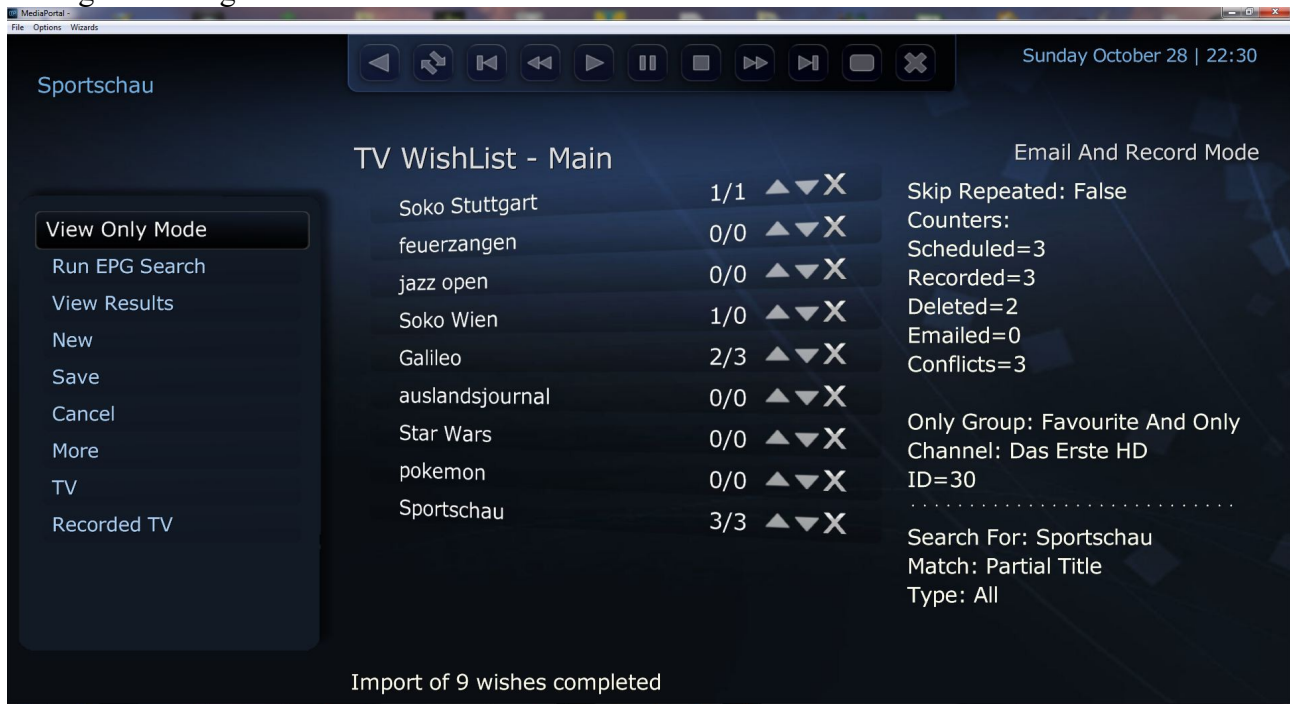 MediaPortal -
File Options Wizards
Sunday October 28 | 22:30
Sportschau
TV WishList - Main
Email And Record Mode
View Only Mode
Run EPG Search
View Results
New
Save
Cancel
More
TV
Recorded TV
Soko Stuttgart 1/1 X
feuerzangen 0/0 X
jazz open 0/0 X
Soko Wien 1/0 X
Galileo 2/3 X
auslandsjournal 0/0 X
Star Wars 0/0 X
pokemon 0/0 X
Sportschau 3/3 X
Skip Repeated: False
Counters:
Scheduled=3
Recorded=3
Deleted=2
Emailed=0
Conflicts=3
Only Group: Favourite And Only
Channel: Das Erste HD
ID=30
. . . . . . . . . . . . . . . . . . . . . . . . . . . .
Search For: Sportschau
Match: Partial Title
Type: All
Import of 9 wishes completed